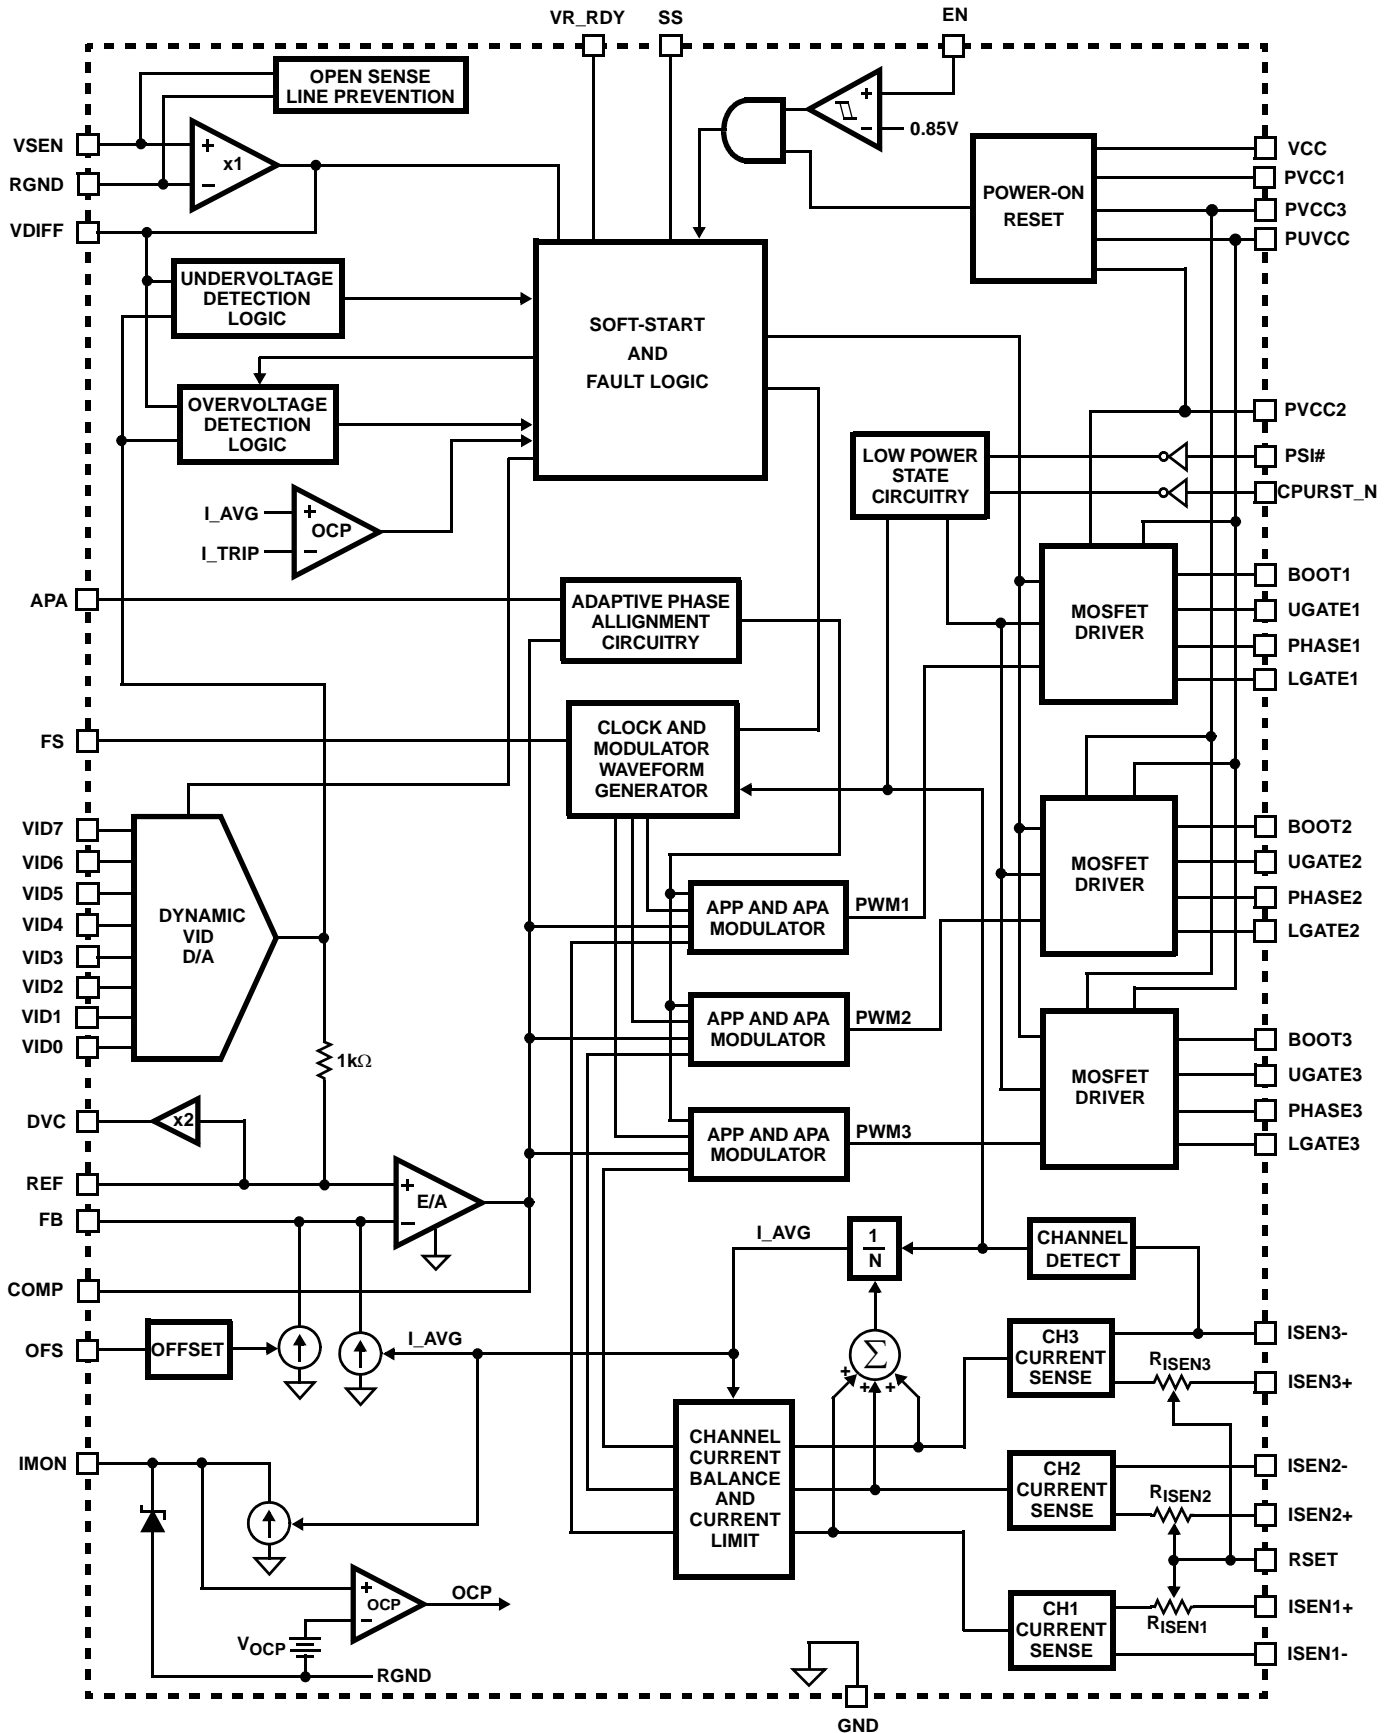 VR_RDY
SS
EN
OPEN SENSE
LINE PREVENTION
+
−
0.85V
VSEN
RGND
VDIFF
+
x1
−
POWER-ON
RESET
VCC
PVCC1
PVCC3
PUVCC
UNDERVOLTAGE
DETECTION
LOGIC
SOFT-START
AND
FAULT LOGIC
OVERVOLTAGE
DETECTION
LOGIC
PVCC2
PSI#
CPURST_N
LOW POWER
STATE
CIRCUITRY
I_AVG
I_TRIP
+
OCP
−
APA
ADAPTIVE PHASE
ALLIGNMENT
CIRCUITRY
MOSFET
DRIVER
BOOT1
UGATE1
PHASE1
LGATE1
FS
CLOCK AND
MODULATOR
WAVEFORM
GENERATOR
VID7
VID6
VID5
VID4
VID3
VID2
VID1
VID0
DYNAMIC
VID
D/A
MOSFET
DRIVER
BOOT2
UGATE2
PHASE2
LGATE2
APP AND APA
MODULATOR
PWM1
APP AND APA
MODULATOR
PWM2
APP AND APA
MODULATOR
PWM3
1kΩ
MOSFET
DRIVER
BOOT3
UGATE3
PHASE3
LGATE3
DVC
x2
REF
FB
+
E/A
−
COMP
I_AVG
1
N
CHANNEL
DETECT
OFS
OFFSET
I_AVG
Σ
+
+
+
CH3
CURRENT
SENSE
RISEN3
ISEN3-
ISEN3+
IMON
CHANNEL
CURRENT
BALANCE
AND
CURRENT
LIMIT
CH2
CURRENT
SENSE
RISEN2
ISEN2-
ISEN2+
RSET
+
OCP
−
OCP
VOCP
RGND
CH1
CURRENT
SENSE
RISEN1
ISEN1+
ISEN1-
GND